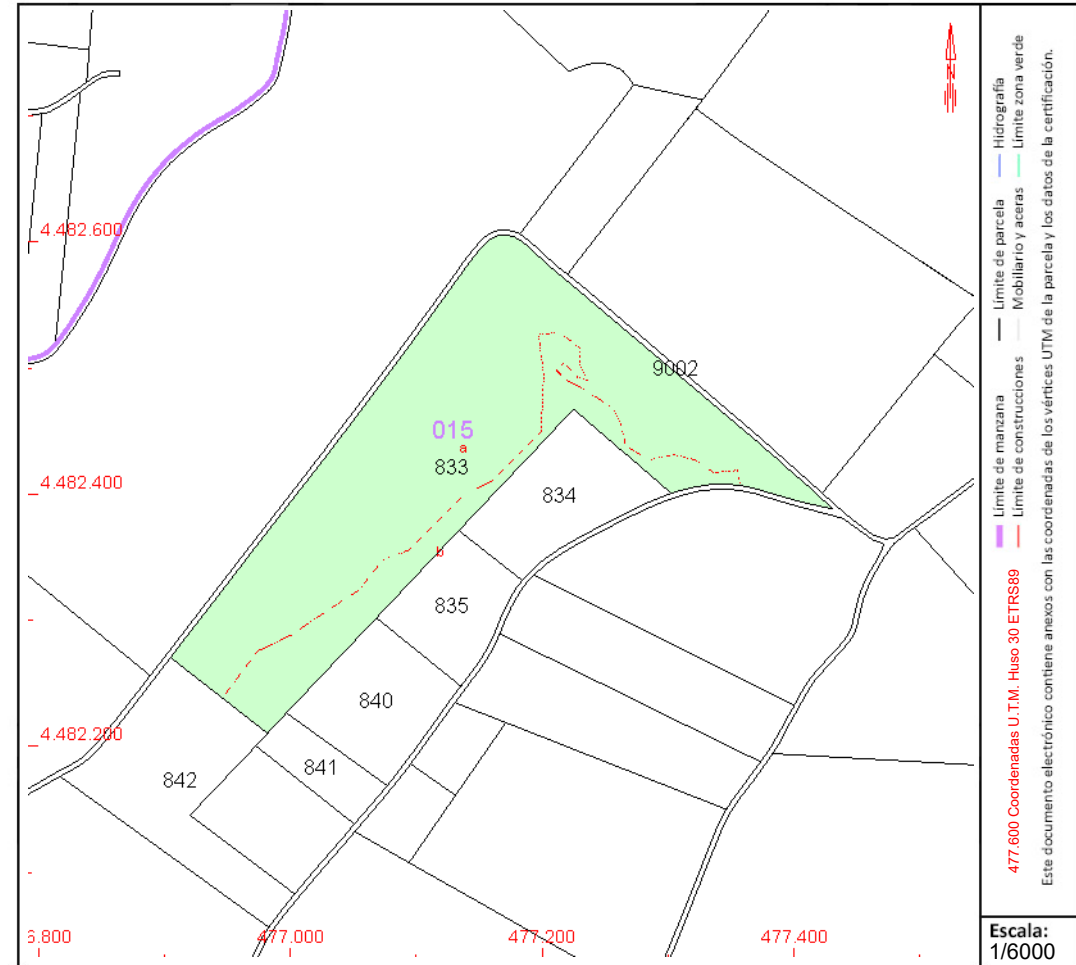 N
4.482.600
9002
015
a
833
4.482.400
834
b
835
840
4.482.200
841
842
6.800
477.000
477.200
477.400
477.600 Coordenadas U.T.M. Huso 30 ETRS89
Límite de manzana
Límite de parcela
Hidrografía
Límite de construcciones
Mobiliario y aceras
Límite zona verde
Este documento electrónico contiene anexos con las coordenadas de los vértices UTM de la parcela y los datos de la certificación.
Escala:
1/6000